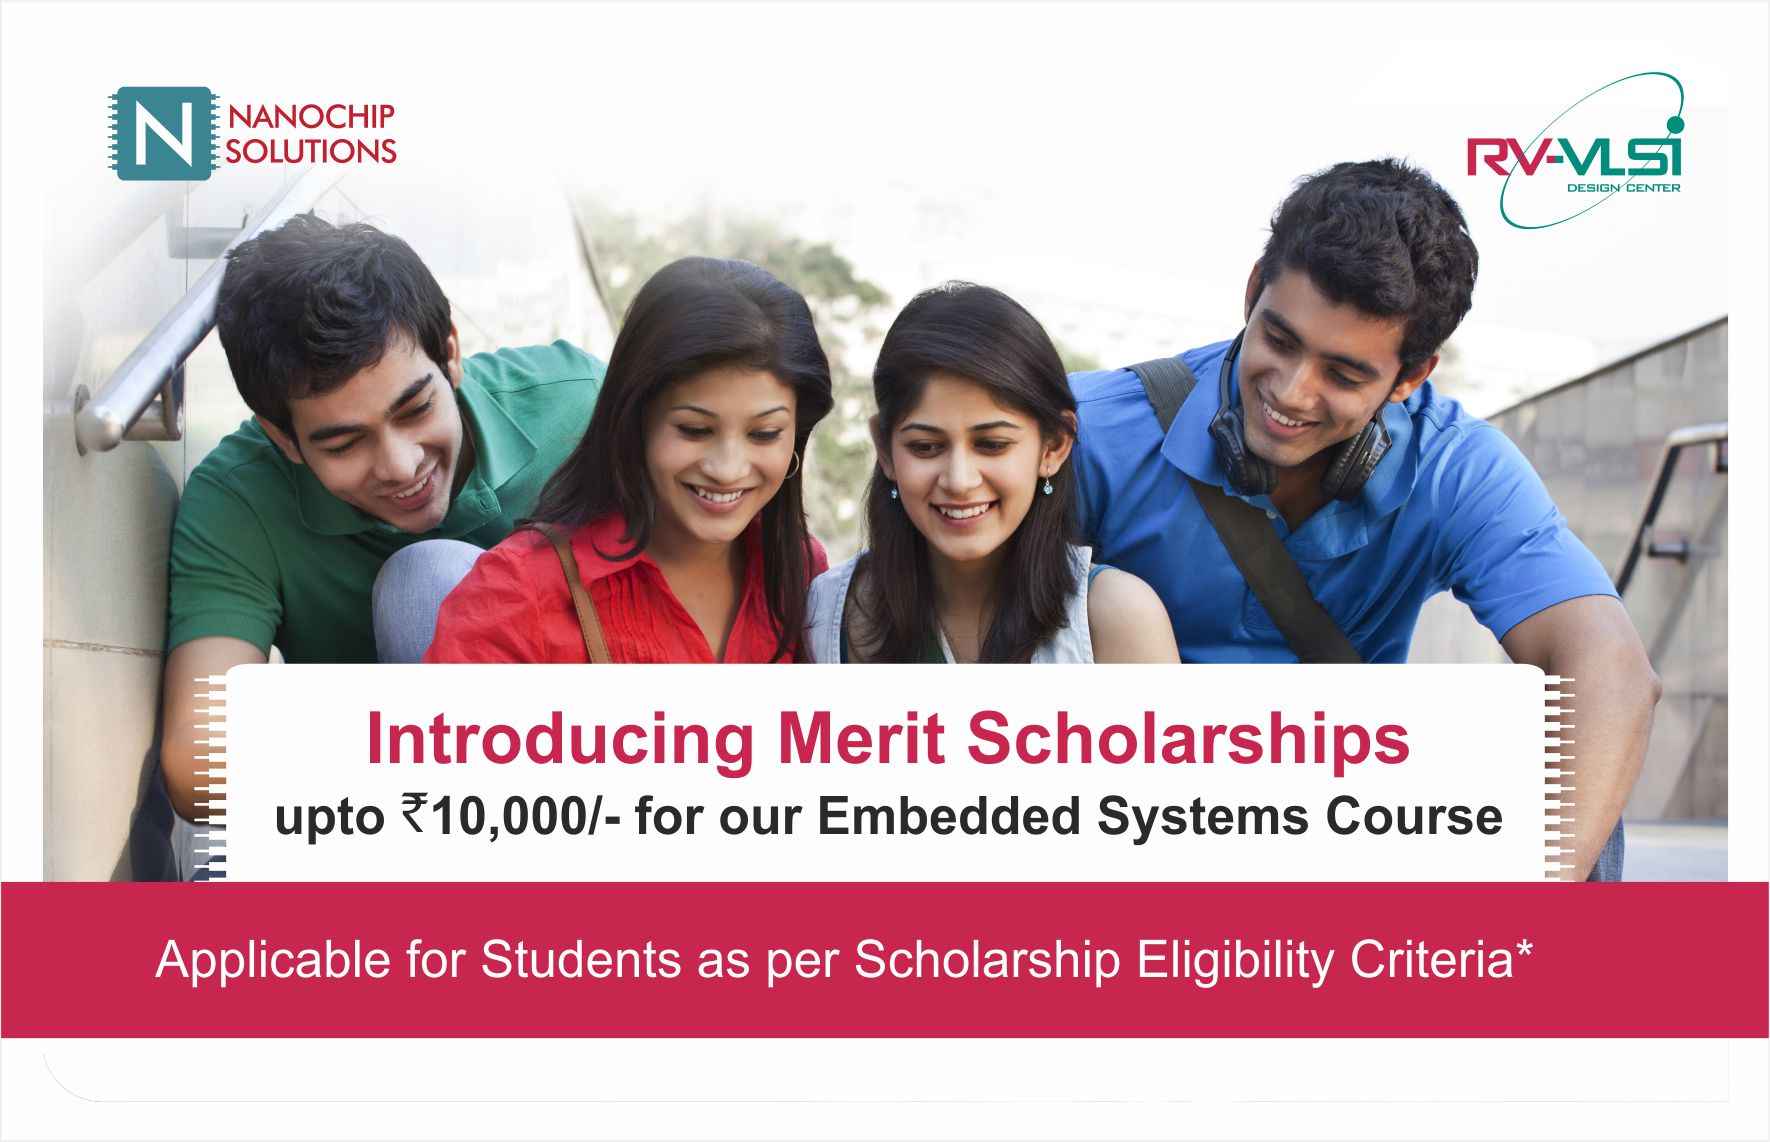 NANOCHIP
SOLUTIONS
RV-VLSI
DESIGN CENTER
Introducing Merit Scholarships
upto ₹10,000/- for our Embedded Systems Course
Applicable for Students as per Scholarship Eligibility Criteria*